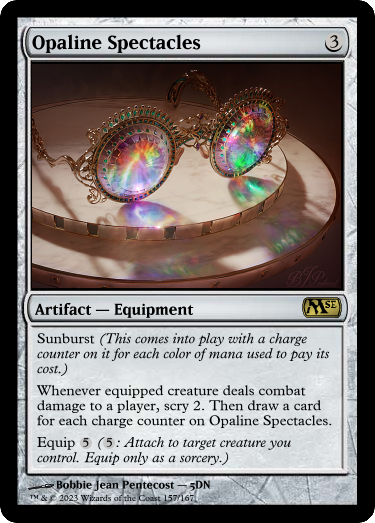 Opaline Spectacles 3
Artifact — Equipment
MSE
Sunburst (This comes into play with a charge
counter on it for each color of mana used to pay its
cost.)
Whenever equipped creature deals combat
damage to a player, scry 2. Then draw a card
for each charge counter on Opaline Spectacles.
Equip 5 (5: Attach to target creature you
control. Equip only as a sorcery.)
Bobbie Jean Pentecost — 5DN
™ & © 2023 Wizards of the Coast 157/167